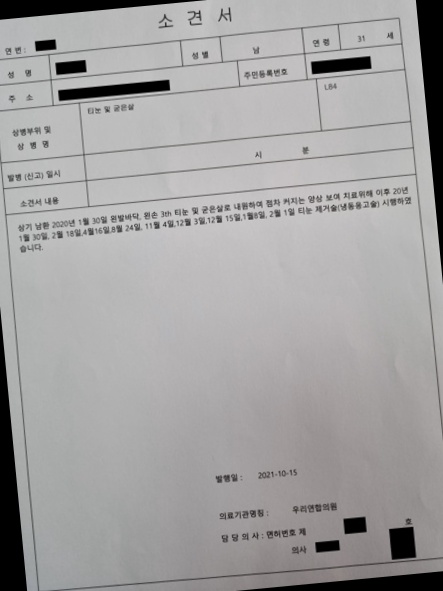 소 견 서
연 번 :
성 명 성 별 남 연 령 31 세
주 소 주민등록번호
상병부위 및 상 병 명 티눈 및 굳은살 L84
발병 (신고) 일시 시 분
소견서 내용
상기 남환 2020년 1월 30일 왼발바닥, 왼손 3th 티눈 및 굳은살로 내원하여 점차 커지는 양상 보여 치료위해 이후 20년
1월 30일, 2월 18일,4월16일,8월 24일, 11월 4일,12월 3일,12월 15일,1월8일, 2월 1일 티눈 제거술(냉동응고술) 시행하였
습니다.
발행일 : 2021-10-15
의료기관명칭 : 우리연합의원
담 당 의 사 : 면허번호 제 호
의사